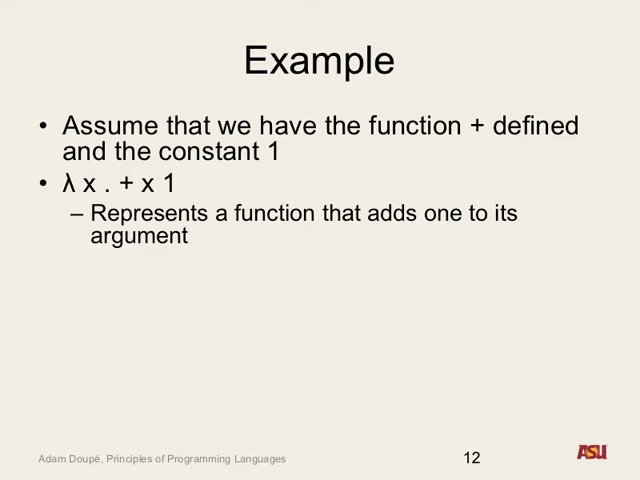 Example
• Assume that we have the function + defined
and the constant 1
• λ x . + x 1
– Represents a function that adds one to its
argument
Adam Doupé, Principles of Programming Languages
12
ASU